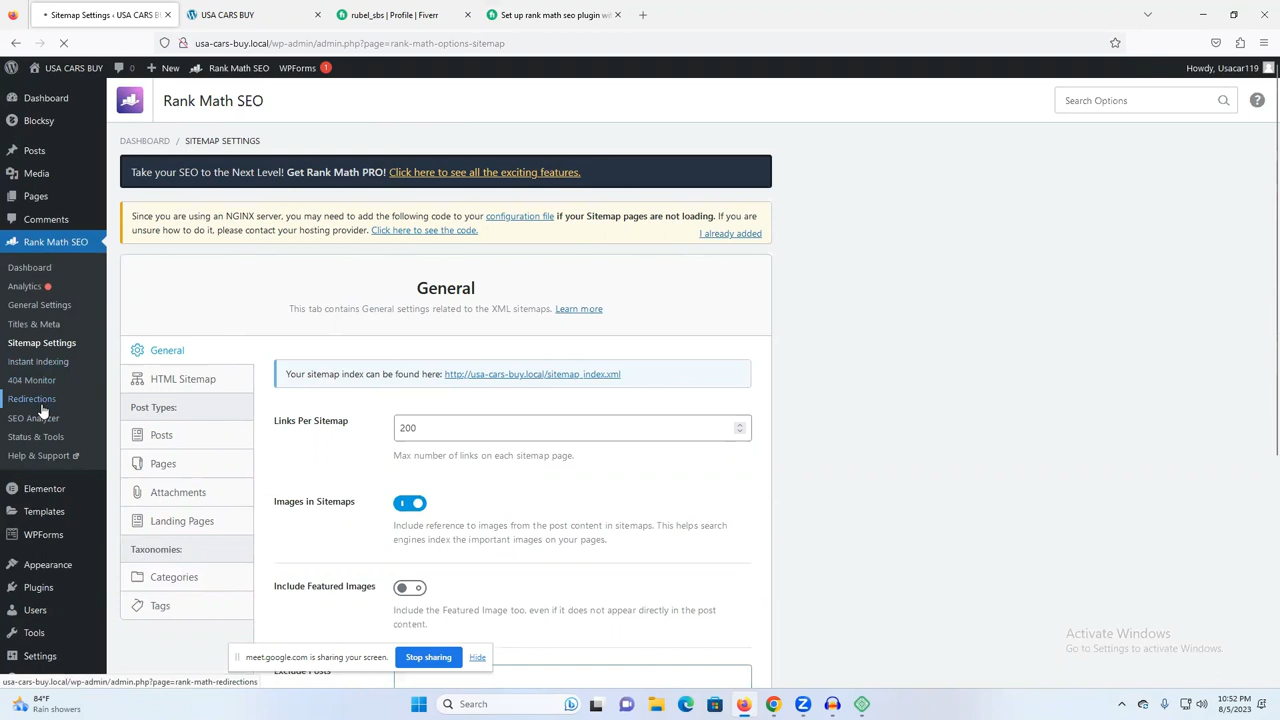 Sitemap Settings ‹ USA CARS B
USA CARS BUY
rubel_sbs | Profile | Fiverr
Set up rank math seo plugin wit
usa-cars-buy.local/wp-admin/admin.php?page=rank-math-options-sitemap
USA CARS BUY
0
New
Rank Math SEO
WPForms
1
Howdy, Usacar119
Dashboard
Blocksy
Posts
Media
Pages
Comments
Rank Math SEO
Dashboard
Analytics
General Settings
Titles & Meta
Sitemap Settings
Instant Indexing
404 Monitor
Redirections
SEO Analyzer
Status & Tools
Help & Support
Elementor
Templates
WPForms
Appearance
Plugins
Users
Tools
Settings
Rank Math SEO
Search Options
DASHBOARD / SITEMAP SETTINGS
Take your SEO to the Next Level! Get Rank Math PRO! Click here to see all the exciting features.
Since you are using an NGINX server, you may need to add the following code to your configuration file if your Sitemap pages are not loading. If you are
unsure how to do it, please contact your hosting provider. Click here to see the code.
I already added
General
This tab contains General settings related to the XML sitemaps. Learn more
General
HTML Sitemap
Post Types:
Posts
Pages
Attachments
Landing Pages
Taxonomies:
Categories
Tags
Your sitemap index can be found here: http://usa-cars-buy.local/sitemap_index.xml
Links Per Sitemap
200
Max number of links on each sitemap page.
Images in Sitemaps
Include reference to images from the post content in sitemaps. This helps search
engines index the important images on your pages.
Include Featured Images
Include the Featured Image too, even if it does not appear directly in the post
content.
Exclude Posts
meet.google.com is sharing your screen.
Stop sharing
Hide
Activate Windows
Go to Settings to activate Windows.
usa-cars-buy.local/wp-admin/admin.php?page=rank-math-redirections
84°F
Rain showers
Search
10:52 PM
8/5/2023